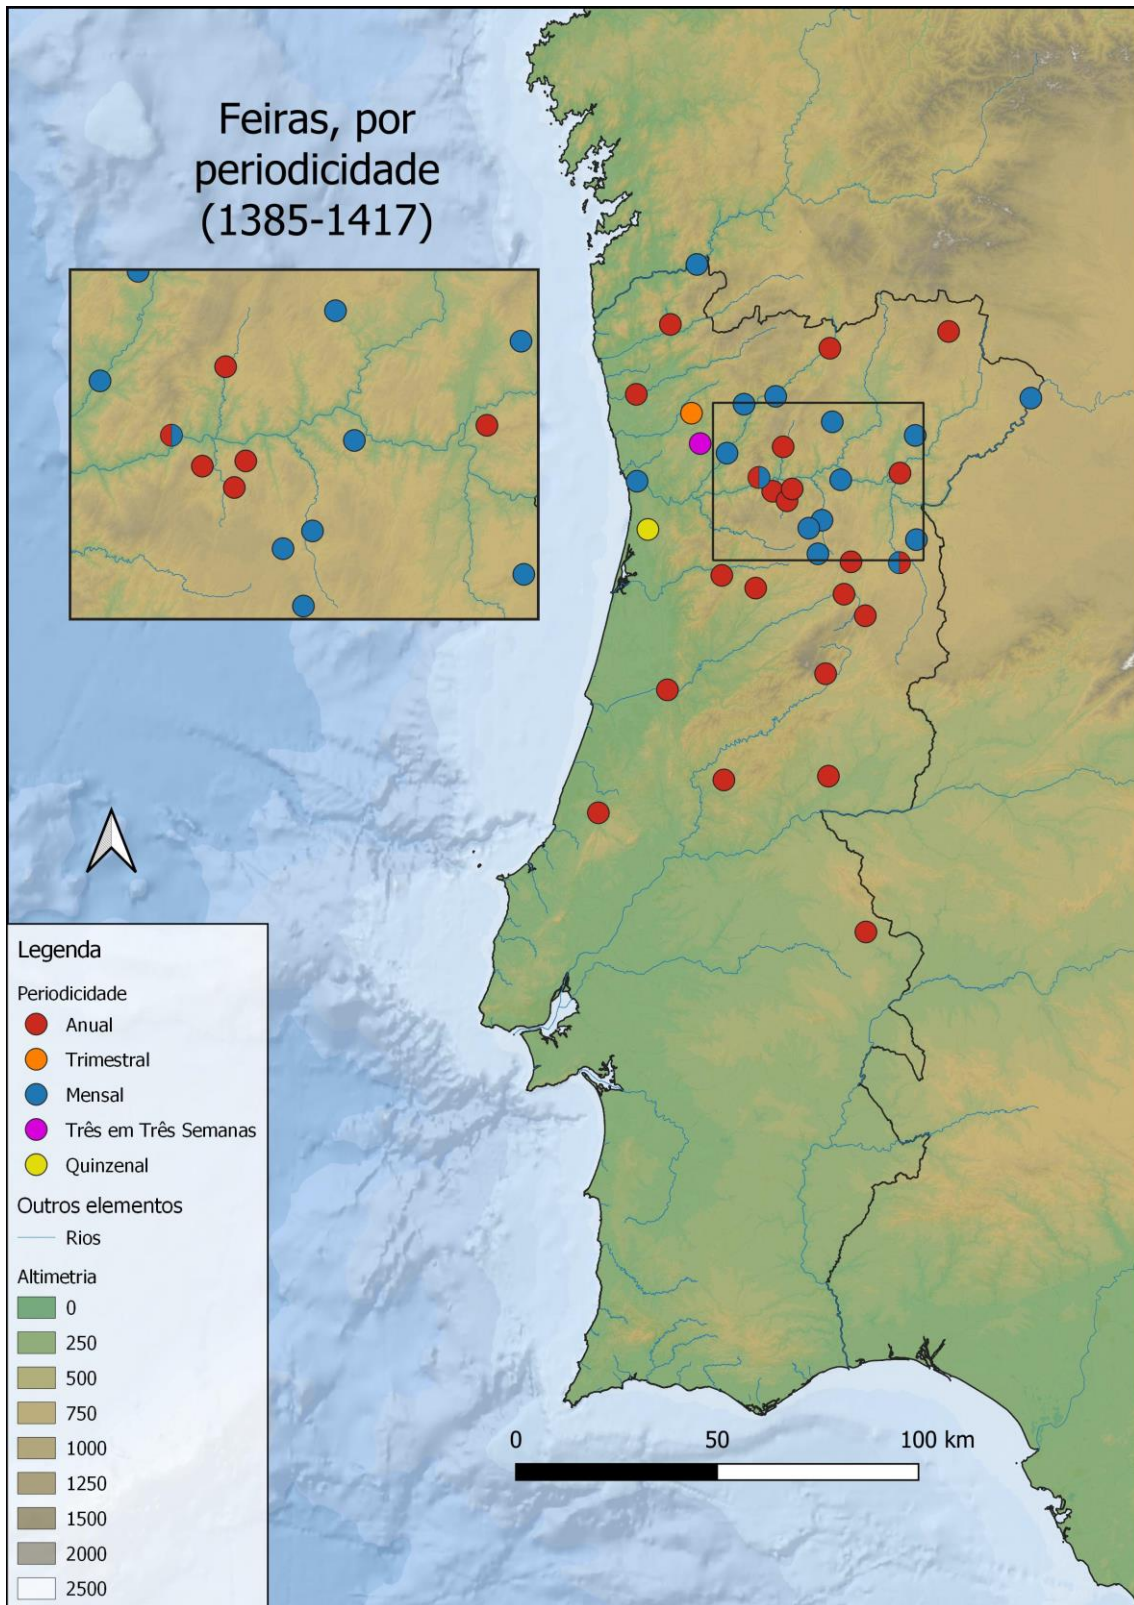 Feiras, por
periodicidade
(1385-1417)
Legenda
Periodicidade
Anual
Trimestral
Mensal
Três em Três Semanas
Quinzenal
Outros elementos
Rios
Altimetria
0
250
500
750
1000
1250
1500
2000
2500
0 50 100 km